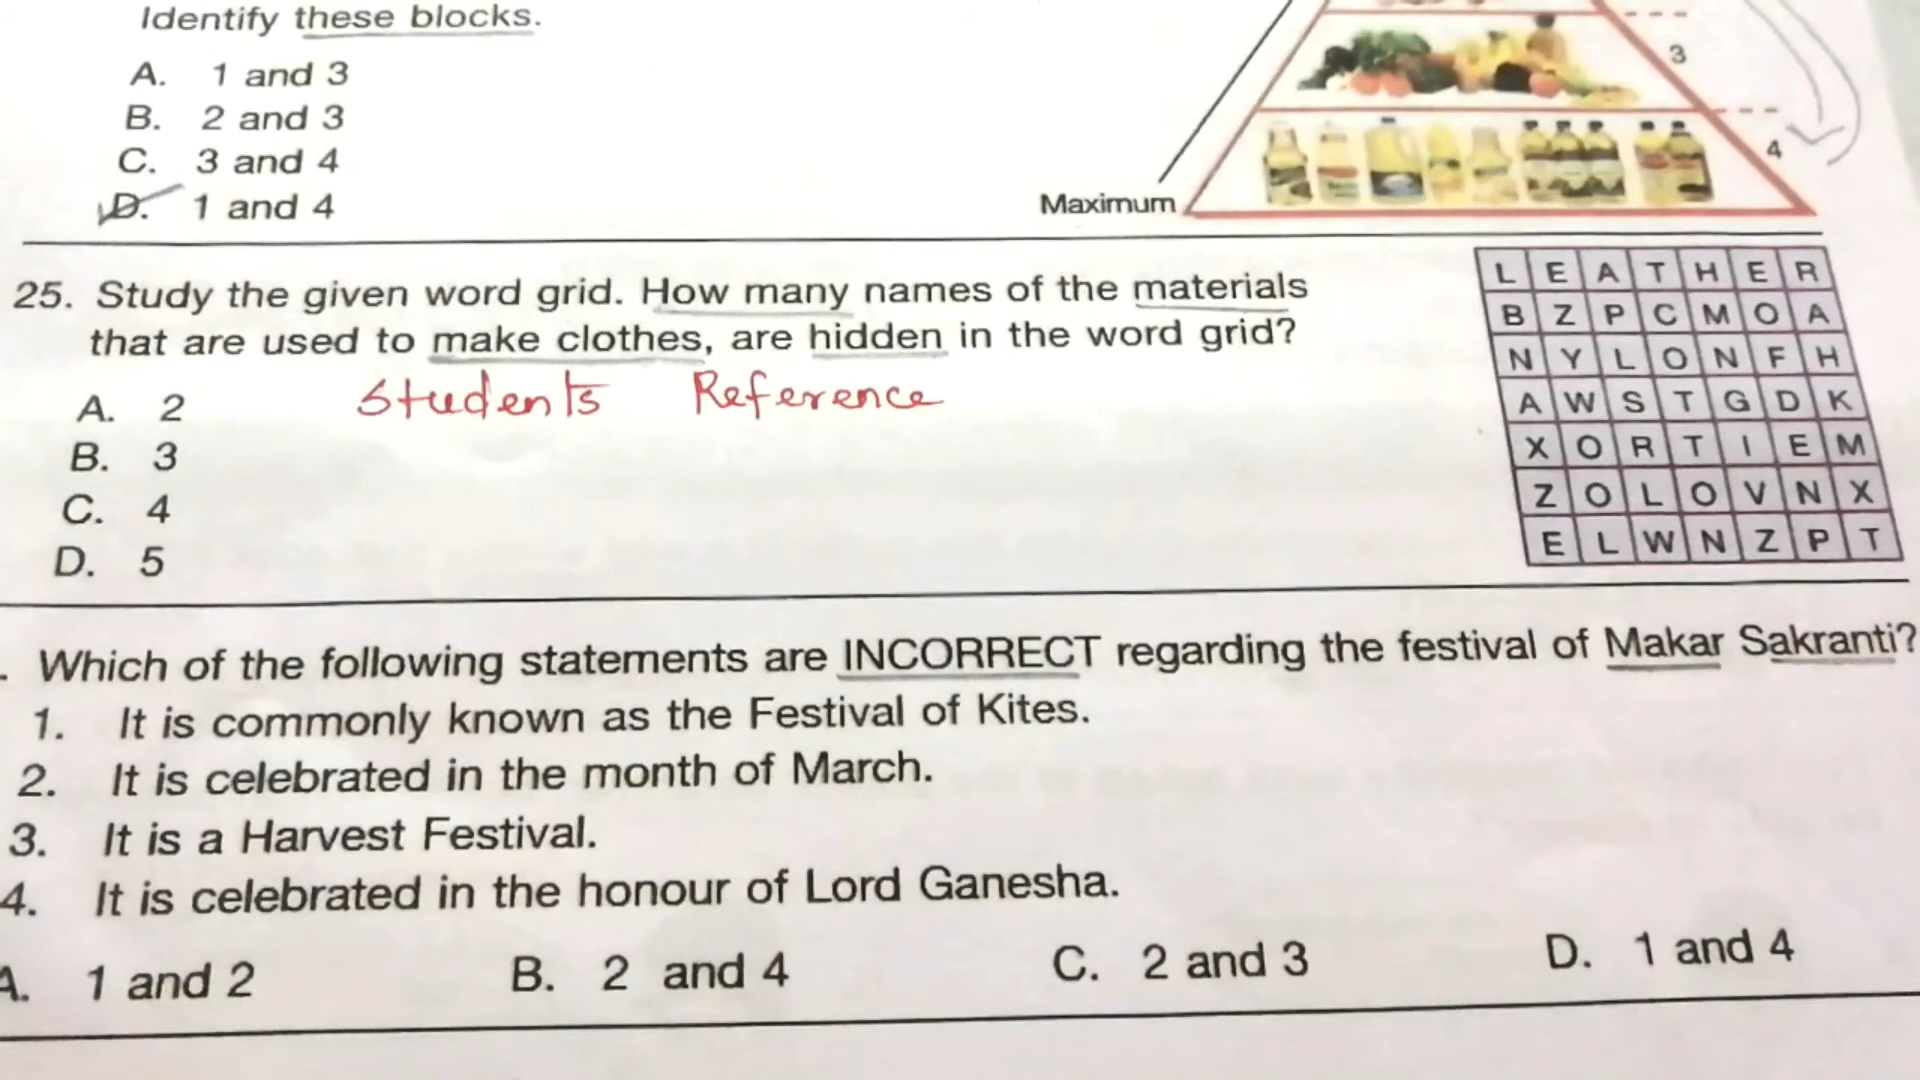 Identify these blocks.
A. 1 and 3
B. 2 and 3
C. 3 and 4
D. 1 and 4
3
4
Maximum
25. Study the given word grid. How many names of the materials
that are used to make clothes, are hidden in the word grid?
Students Reference
A. 2
B. 3
C. 4
D. 5
L E A T H E R
B Z P C M O A
N Y L O N F H
A W S T G D K
X O R T I E M
Z O L O V N X
E L W N Z P T
. Which of the following statements are INCORRECT regarding the festival of Makar Sakranti?
1. It is commonly known as the Festival of Kites.
2. It is celebrated in the month of March.
3. It is a Harvest Festival.
4. It is celebrated in the honour of Lord Ganesha.
A. 1 and 2 B. 2 and 4 C. 2 and 3 D. 1 and 4